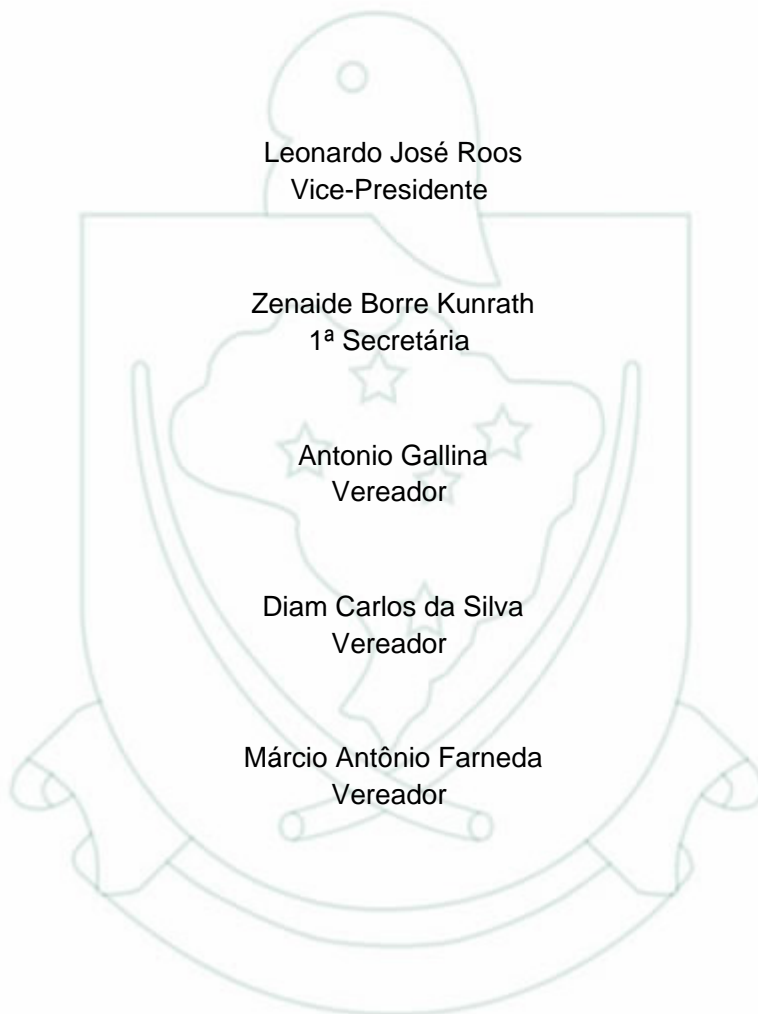 Leonardo José Roos
Vice-Presidente
Zenaide Borre Kunrath
1ª Secretária
Antonio Gallina
Vereador
Diam Carlos da Silva
Vereador
Márcio Antônio Farneda
Vereador